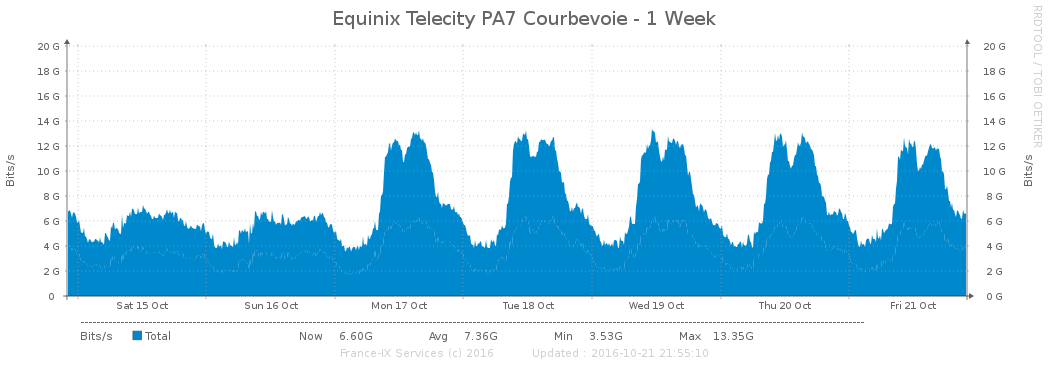 Equinix Telecity PA7 Courbevoie - 1 Week
RRDTOOL / TOBI OETIKER
20 G 20 G
18 G 18 G
16 G 16 G
14 G 14 G
12 G 12 G
10 G 10 G
8 G 8 G
6 G 6 G
4 G 4 G
2 G 2 G
0 0 G
Bits/s Bits/s
Sat 15 Oct Sun 16 Oct Mon 17 Oct Tue 18 Oct Wed 19 Oct Thu 20 Oct Fri 21 Oct
Bits/s Total Now 6.60G Avg 7.36G Min 3.53G Max 13.35G
France-IX Services (c) 2016 Updated : 2016-10-21 21:55:10